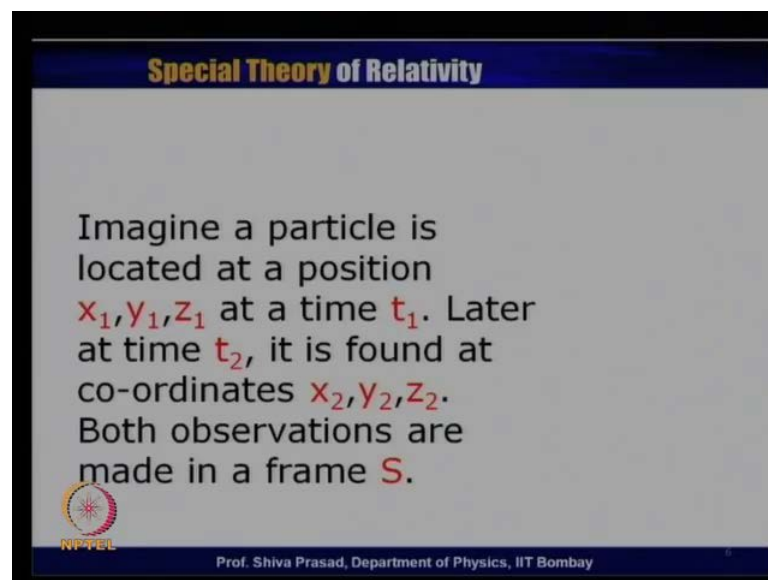 Special Theory of Relativity
Imagine a particle is
located at a position
x₁,y₁,z₁ at a time t₁. Later
at time t₂, it is found at
co-ordinates x₂,y₂,z₂.
Both observations are
made in a frame S.
NPTEL
Prof. Shiva Prasad, Department of Physics, IIT Bombay
6